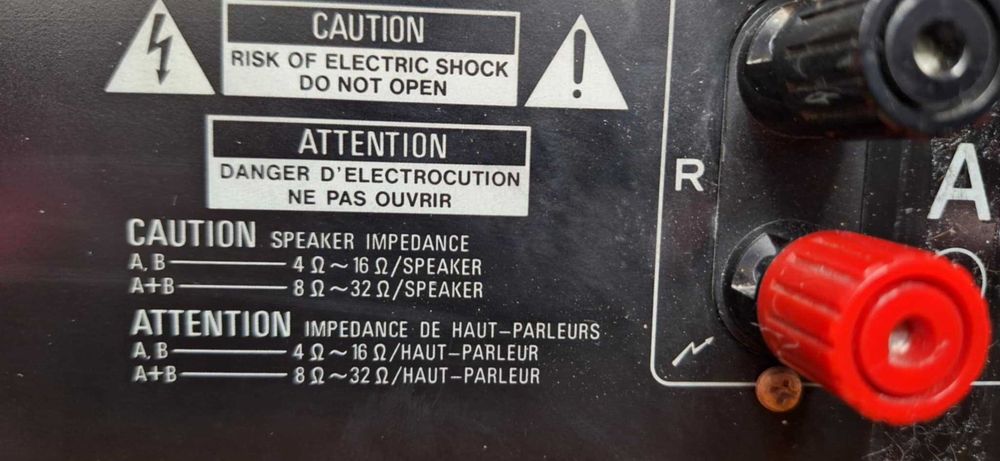 CAUTION
RISK OF ELECTRIC SHOCK
DO NOT OPEN
ATTENTION
DANGER D'ELECTROCUTION
NE PAS OUVRIR
CAUTION SPEAKER IMPEDANCE
A, B 4 Ω ~ 16 Ω/SPEAKER
A+B 8 Ω ~ 32 Ω/SPEAKER
ATTENTION IMPEDANCE DE HAUT-PARLEURS
A, B 4 Ω ~ 16 Ω/HAUT-PARLEUR
A+B 8 Ω ~ 32 Ω/HAUT-PARLEUR
R
A